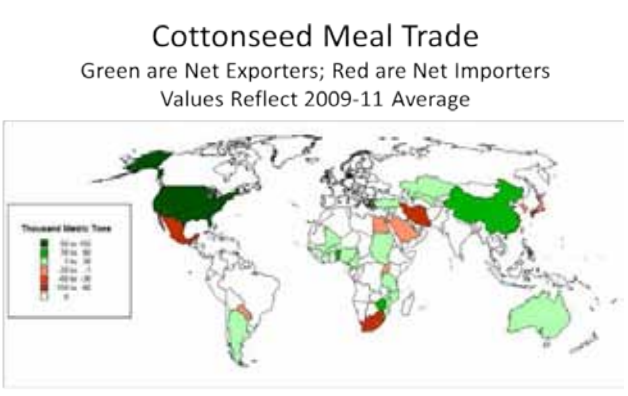 Cottonseed Meal Trade
Green are Net Exporters; Red are Net Importers
Values Reflect 2009-11 Average
Thousand Metric Tons
0